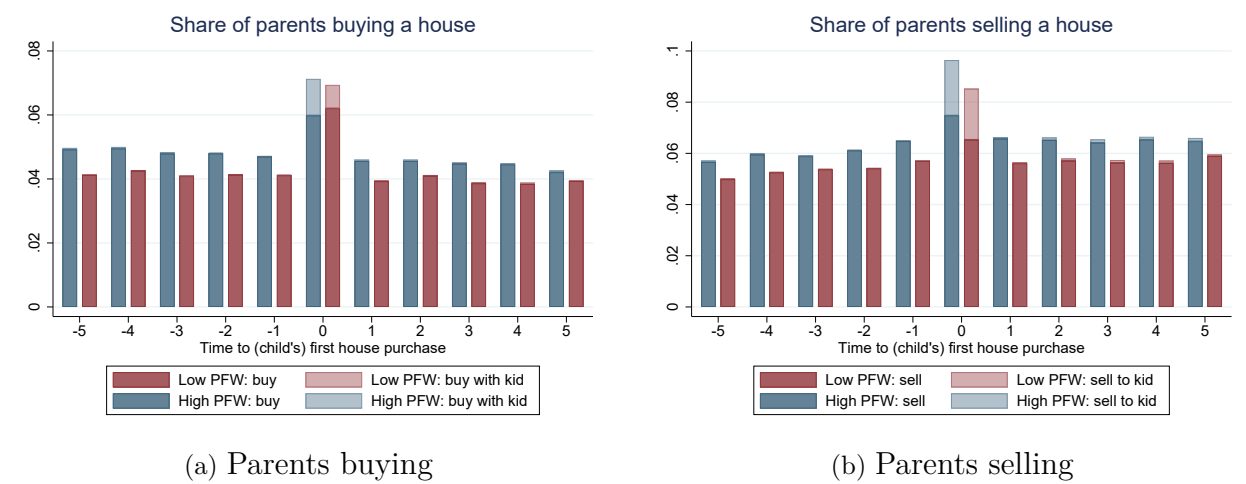 Share of parents buying a house
.08
.06
.04
.02
0
-5 -4 -3 -2 -1 0 1 2 3 4 5
Time to (child's) first house purchase
Low PFW: buy Low PFW: buy with kid
High PFW: buy High PFW: buy with kid
(a) Parents buying
Share of parents selling a house
.1
.08
.06
.04
.02
0
-5 -4 -3 -2 -1 0 1 2 3 4 5
Time to (child's) first house purchase
Low PFW: sell Low PFW: sell to kid
High PFW: sell High PFW: sell to kid
(b) Parents selling